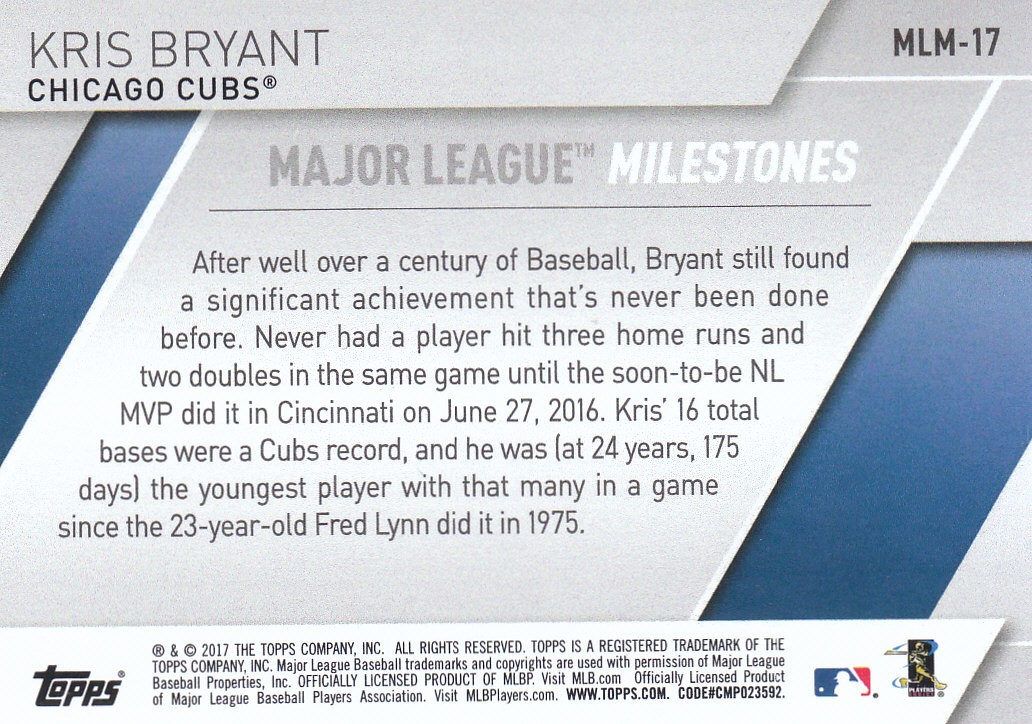 KRIS BRYANT
CHICAGO CUBS®
MLM-17
MAJOR LEAGUE™ MILESTONES
After well over a century of Baseball, Bryant still found
a significant achievement that's never been done
before. Never had a player hit three home runs and
two doubles in the same game until the soon-to-be NL
MVP did it in Cincinnati on June 27, 2016. Kris' 16 total
bases were a Cubs record, and he was (at 24 years, 175
days) the youngest player with that many in a game
since the 23-year-old Fred Lynn did it in 1975.
® & © 2017 THE TOPPS COMPANY, INC. ALL RIGHTS RESERVED. TOPPS IS A REGISTERED TRADEMARK OF THE
TOPPS COMPANY, INC. Major League Baseball trademarks and copyrights are used with permission of Major League
Baseball Properties, Inc. OFFICIALLY LICENSED PRODUCT OF MLBP. Visit MLB.com Officially Licensed Product
of Major League Baseball Players Association. Visit MLBPlayers.com. WWW.TOPPS.COM. CODE#CMP023592.
topps®
PLAYERS